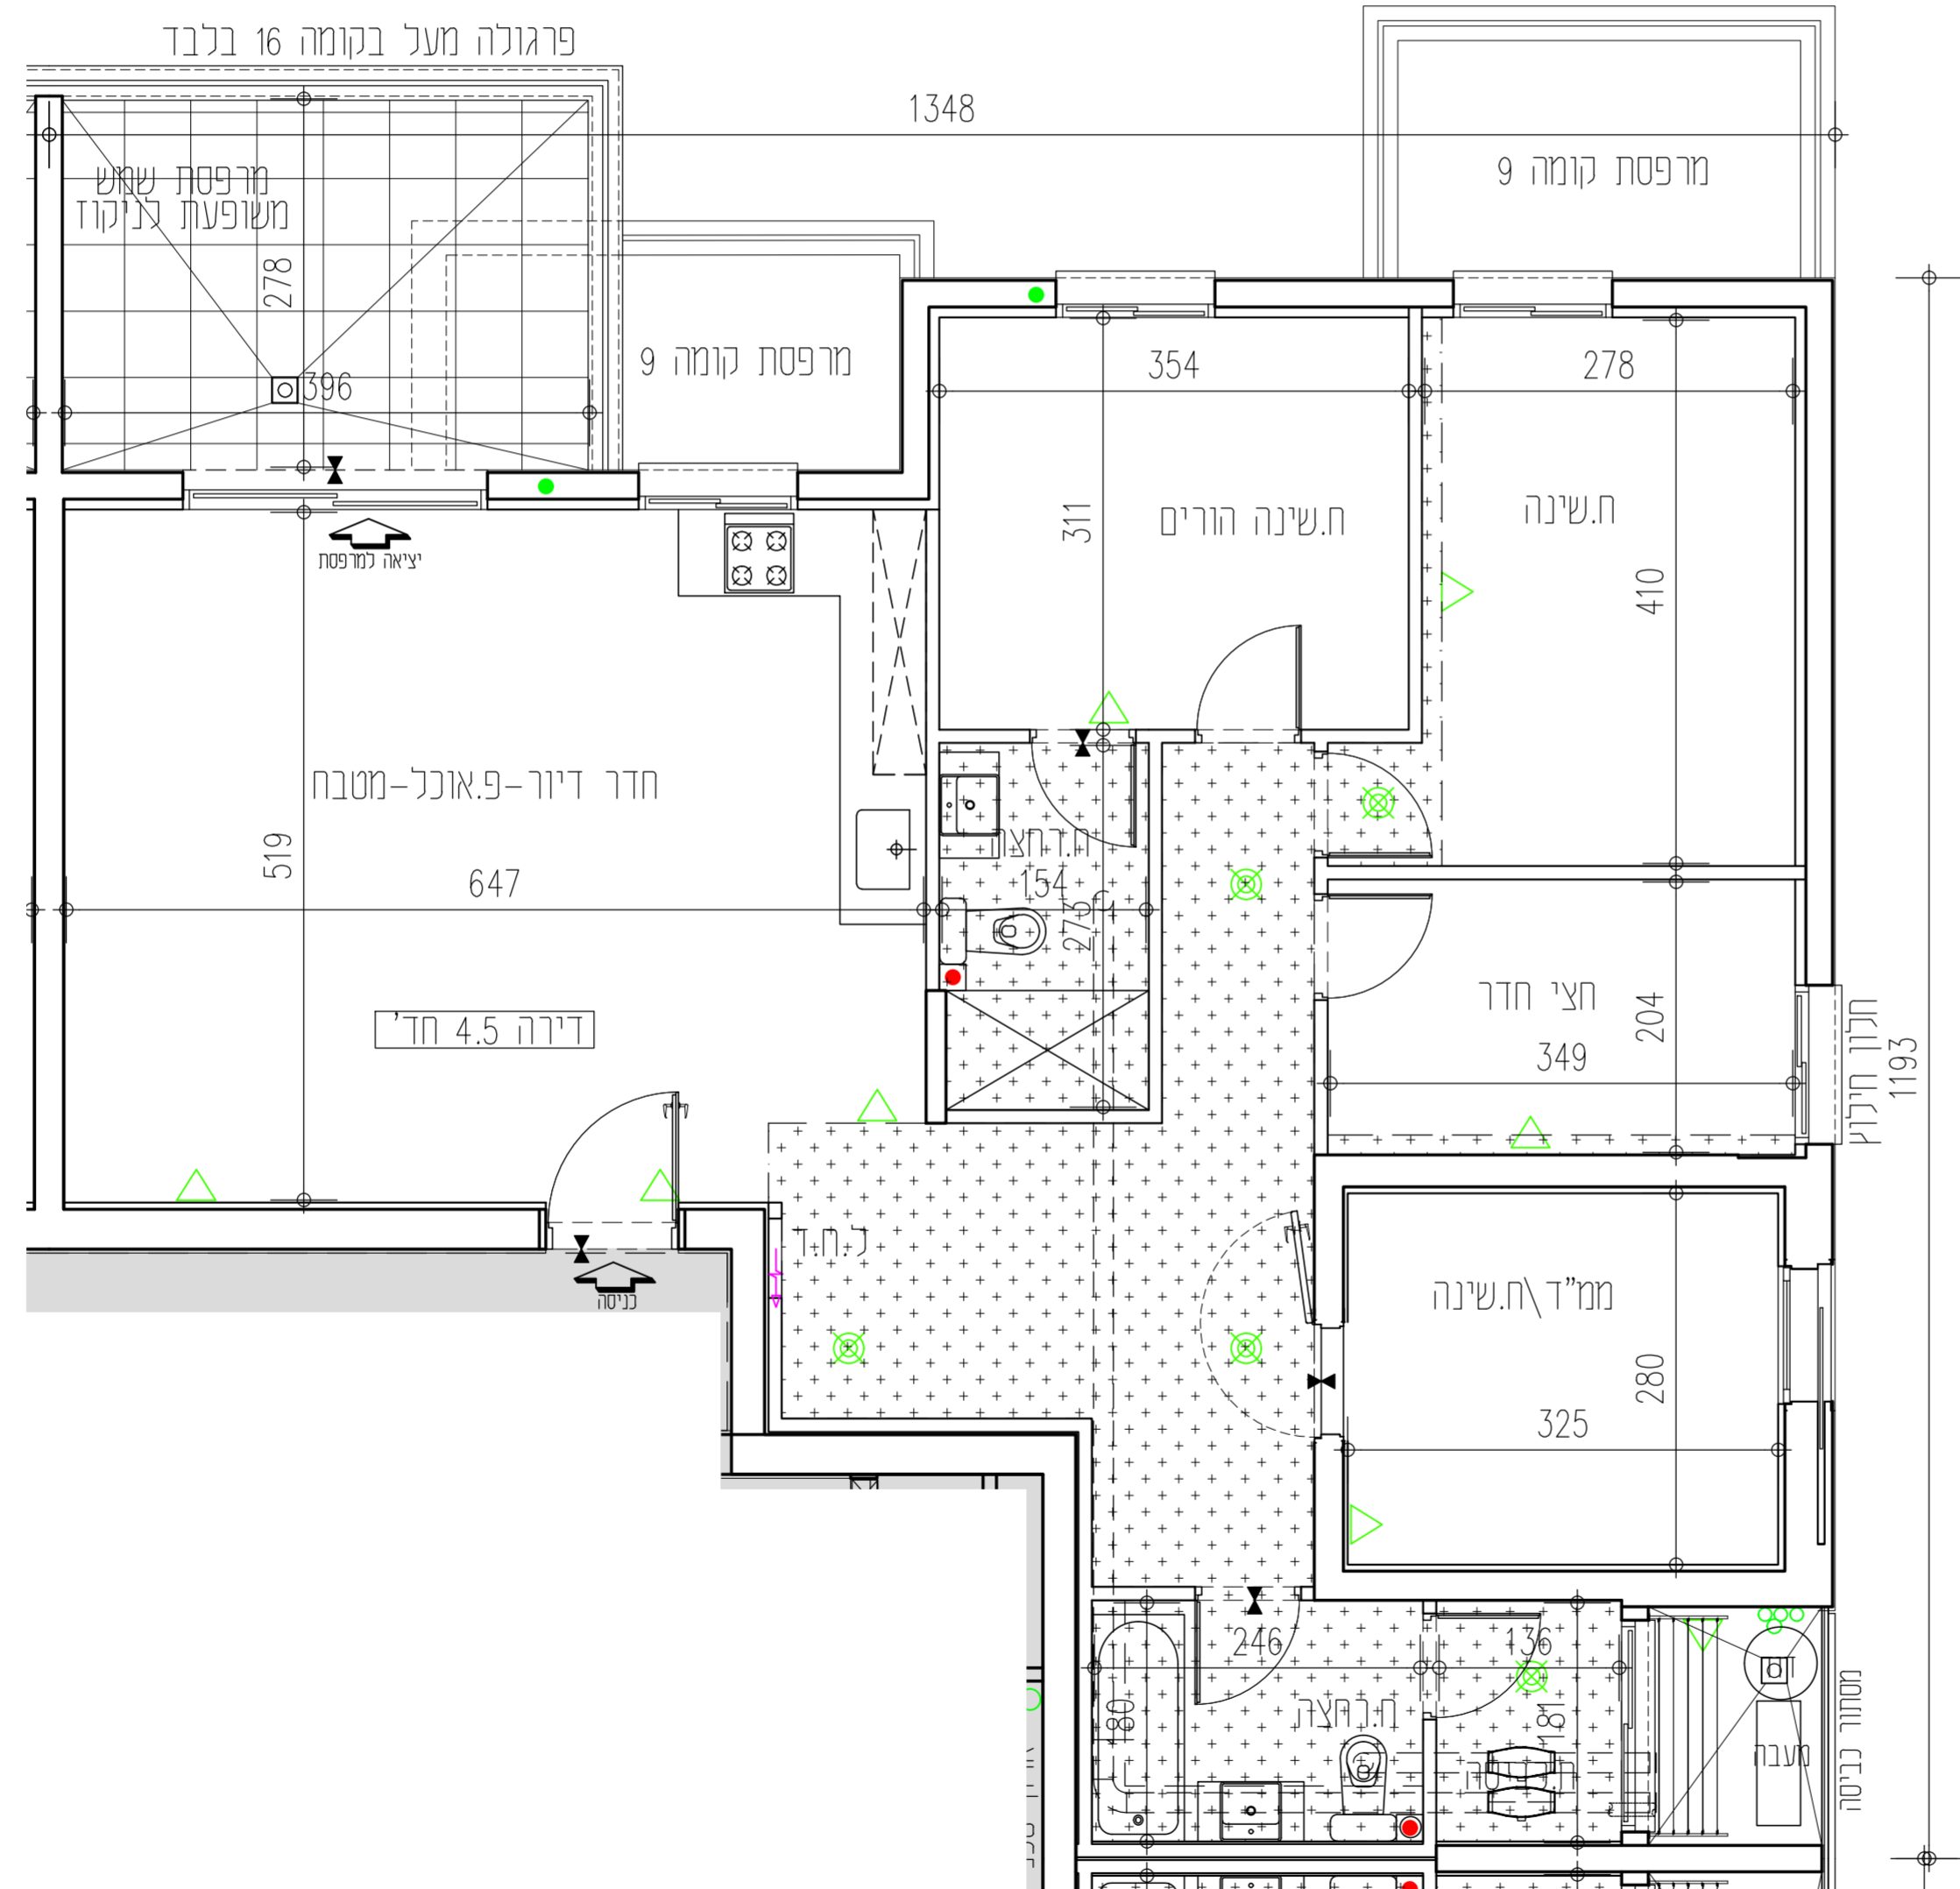 פרגולה מעל בקומה 16 בלבד
1348
מרפסת שמש
משופעת לניקוז
278
396
מרפסת קומה 9
מרפסת קומה 9
354
278
311
ח.שינה הורים
ח.שינה
410
יציאה למרפסת
חדר דיור-פ.אוכל-מטבח
519
647
ח.רחצה
154
273
דירה 4.5 חד'
חצי חדר
204
349
חלון חילוץ
1193
ל.ח.ד
כניסה
ממ"ד\ח.שינה
280
325
246
136
180
ח.רחצה
181
מעבה
מסתור כביסה